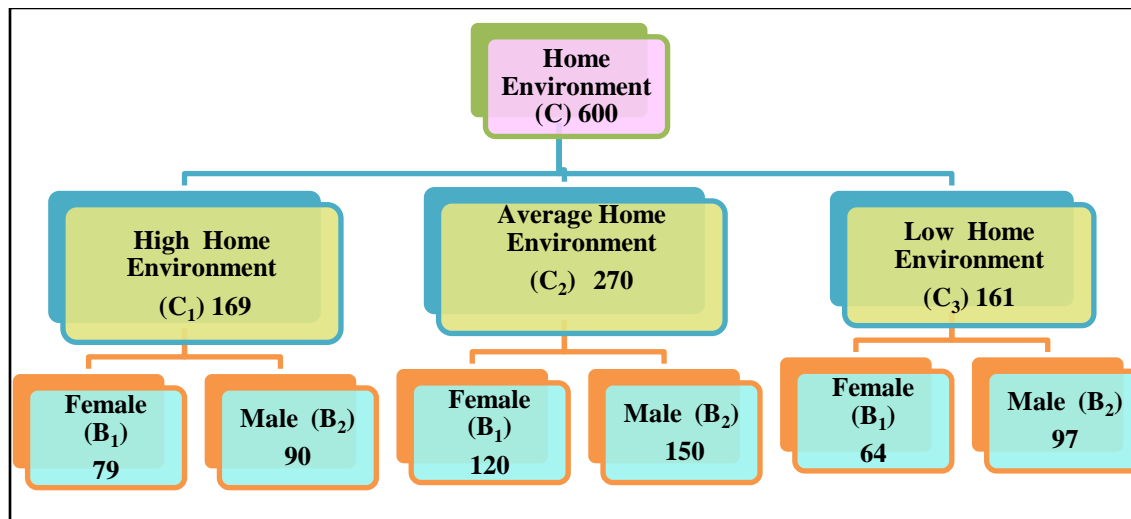 Home
Environment
(C) 600
High Home
Environment
(C₁) 169
Average Home
Environment
(C₂) 270
Low Home
Environment
(C₃) 161
Female
(B₁)
79
Male (B₂)
90
Female
(B₁)
120
Male (B₂)
150
Female
(B₁)
64
Male (B₂)
97